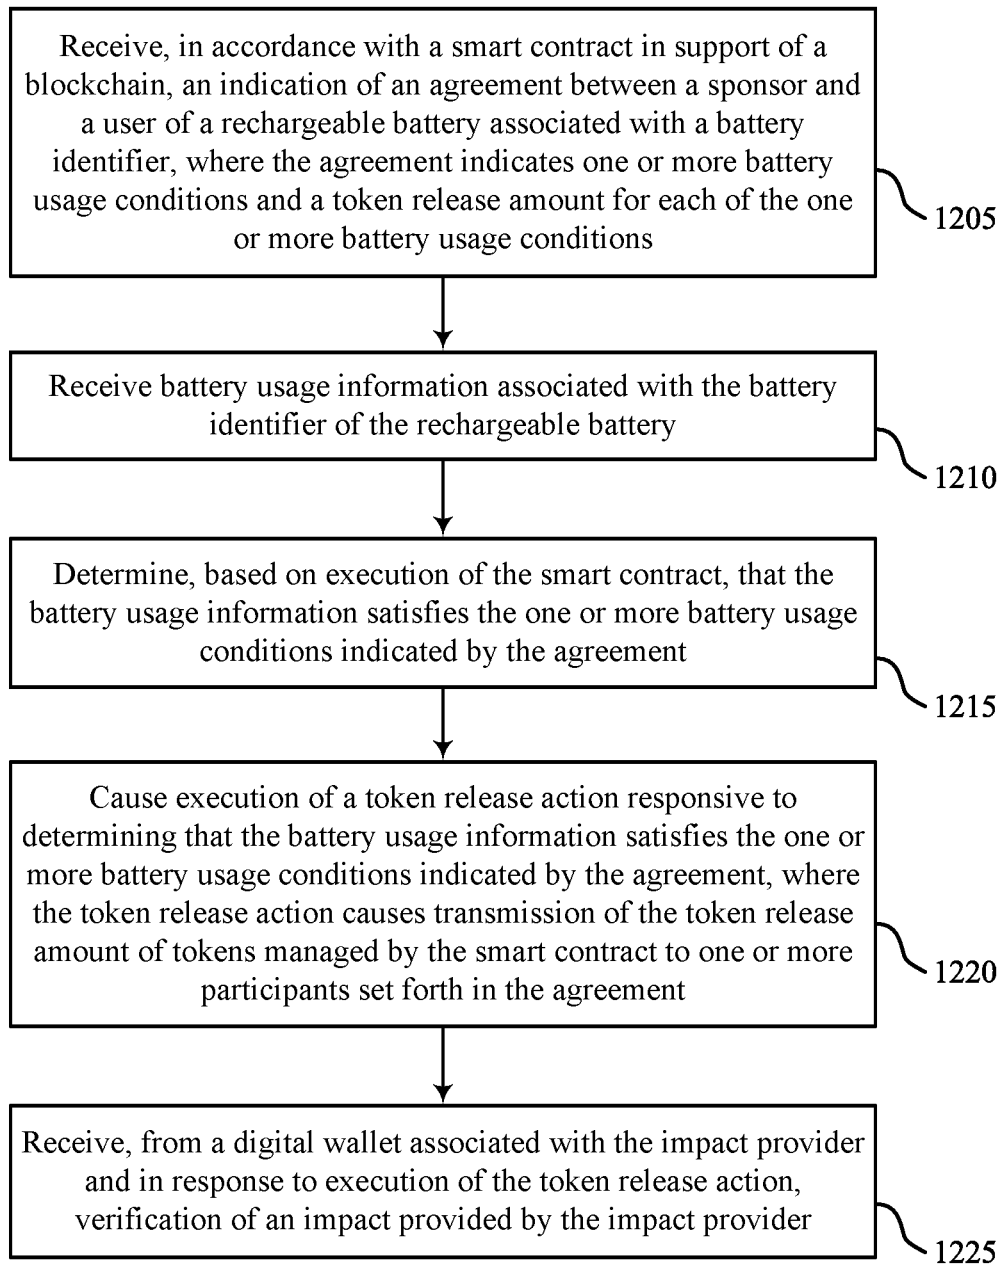 Receive, in accordance with a smart contract in support of a
blockchain, an indication of an agreement between a sponsor and
a user of a rechargeable battery associated with a battery
identifier, where the agreement indicates one or more battery
usage conditions and a token release amount for each of the one
or more battery usage conditions
1205
Receive battery usage information associated with the battery
identifier of the rechargeable battery
1210
Determine, based on execution of the smart contract, that the
battery usage information satisfies the one or more battery usage
conditions indicated by the agreement
1215
Cause execution of a token release action responsive to
determining that the battery usage information satisfies the one or
more battery usage conditions indicated by the agreement, where
the token release action causes transmission of the token release
amount of tokens managed by the smart contract to one or more
participants set forth in the agreement
1220
Receive, from a digital wallet associated with the impact provider
and in response to execution of the token release action,
verification of an impact provided by the impact provider
1225